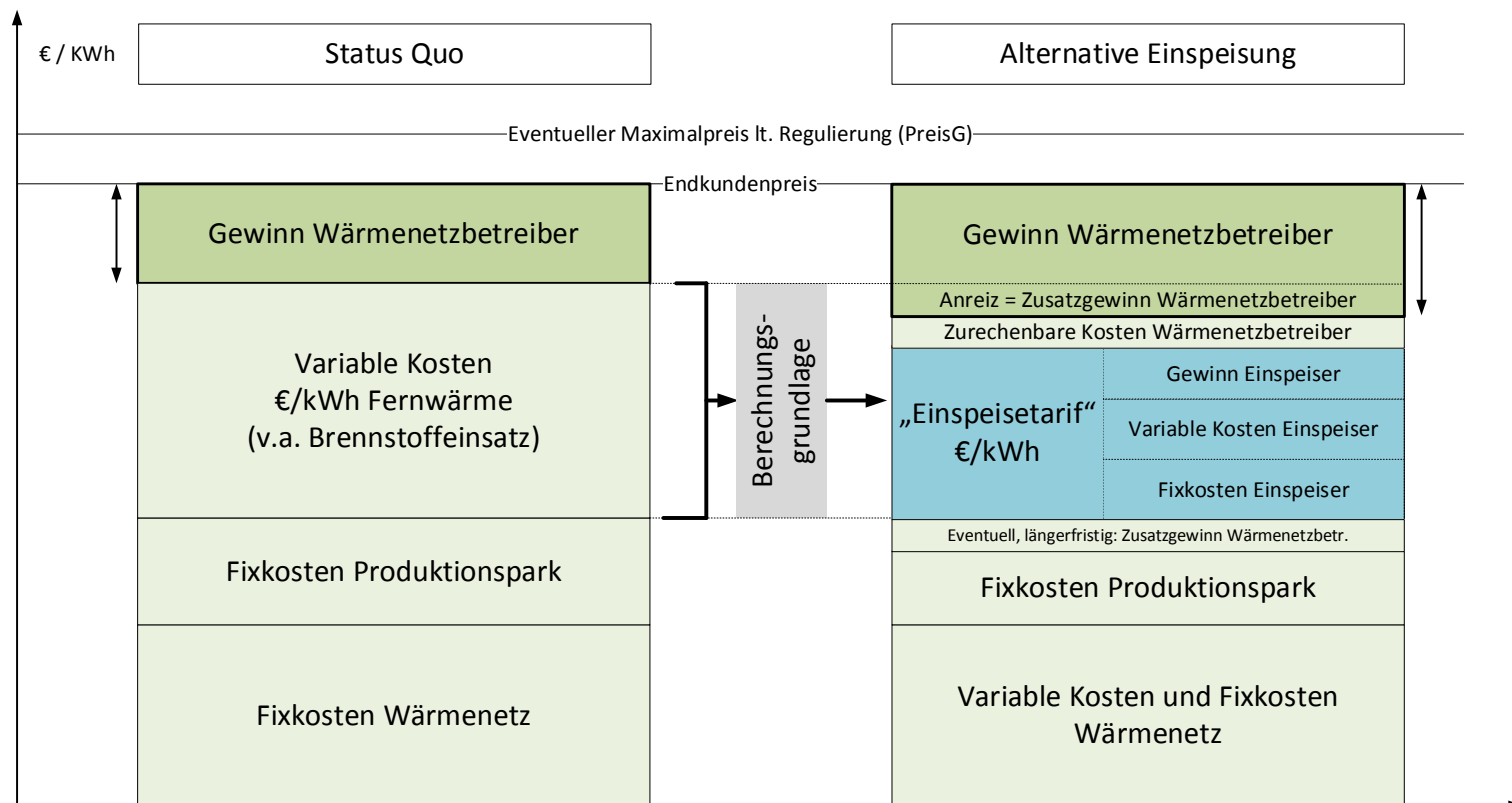 € / KWh
Status Quo
Alternative Einspeisung
Eventueller Maximalpreis lt. Regulierung (PreisG)
Endkundenpreis
Gewinn Wärmenetzbetreiber
Variable Kosten
€/kWh Fernwärme
(v.a. Brennstoffeinsatz)
Fixkosten Produktionspark
Fixkosten Wärmenetz
Berechnungs-
grundlage
Gewinn Wärmenetzbetreiber
Anreiz = Zusatzgewinn Wärmenetzbetreiber
Zurechenbare Kosten Wärmenetzbetreiber
„Einspeisetarif“
€/kWh
Gewinn Einspeiser
Variable Kosten Einspeiser
Fixkosten Einspeiser
Eventuell, längerfristig: Zusatzgewinn Wärmenetzbetr.
Fixkosten Produktionspark
Variable Kosten und Fixkosten
Wärmenetz